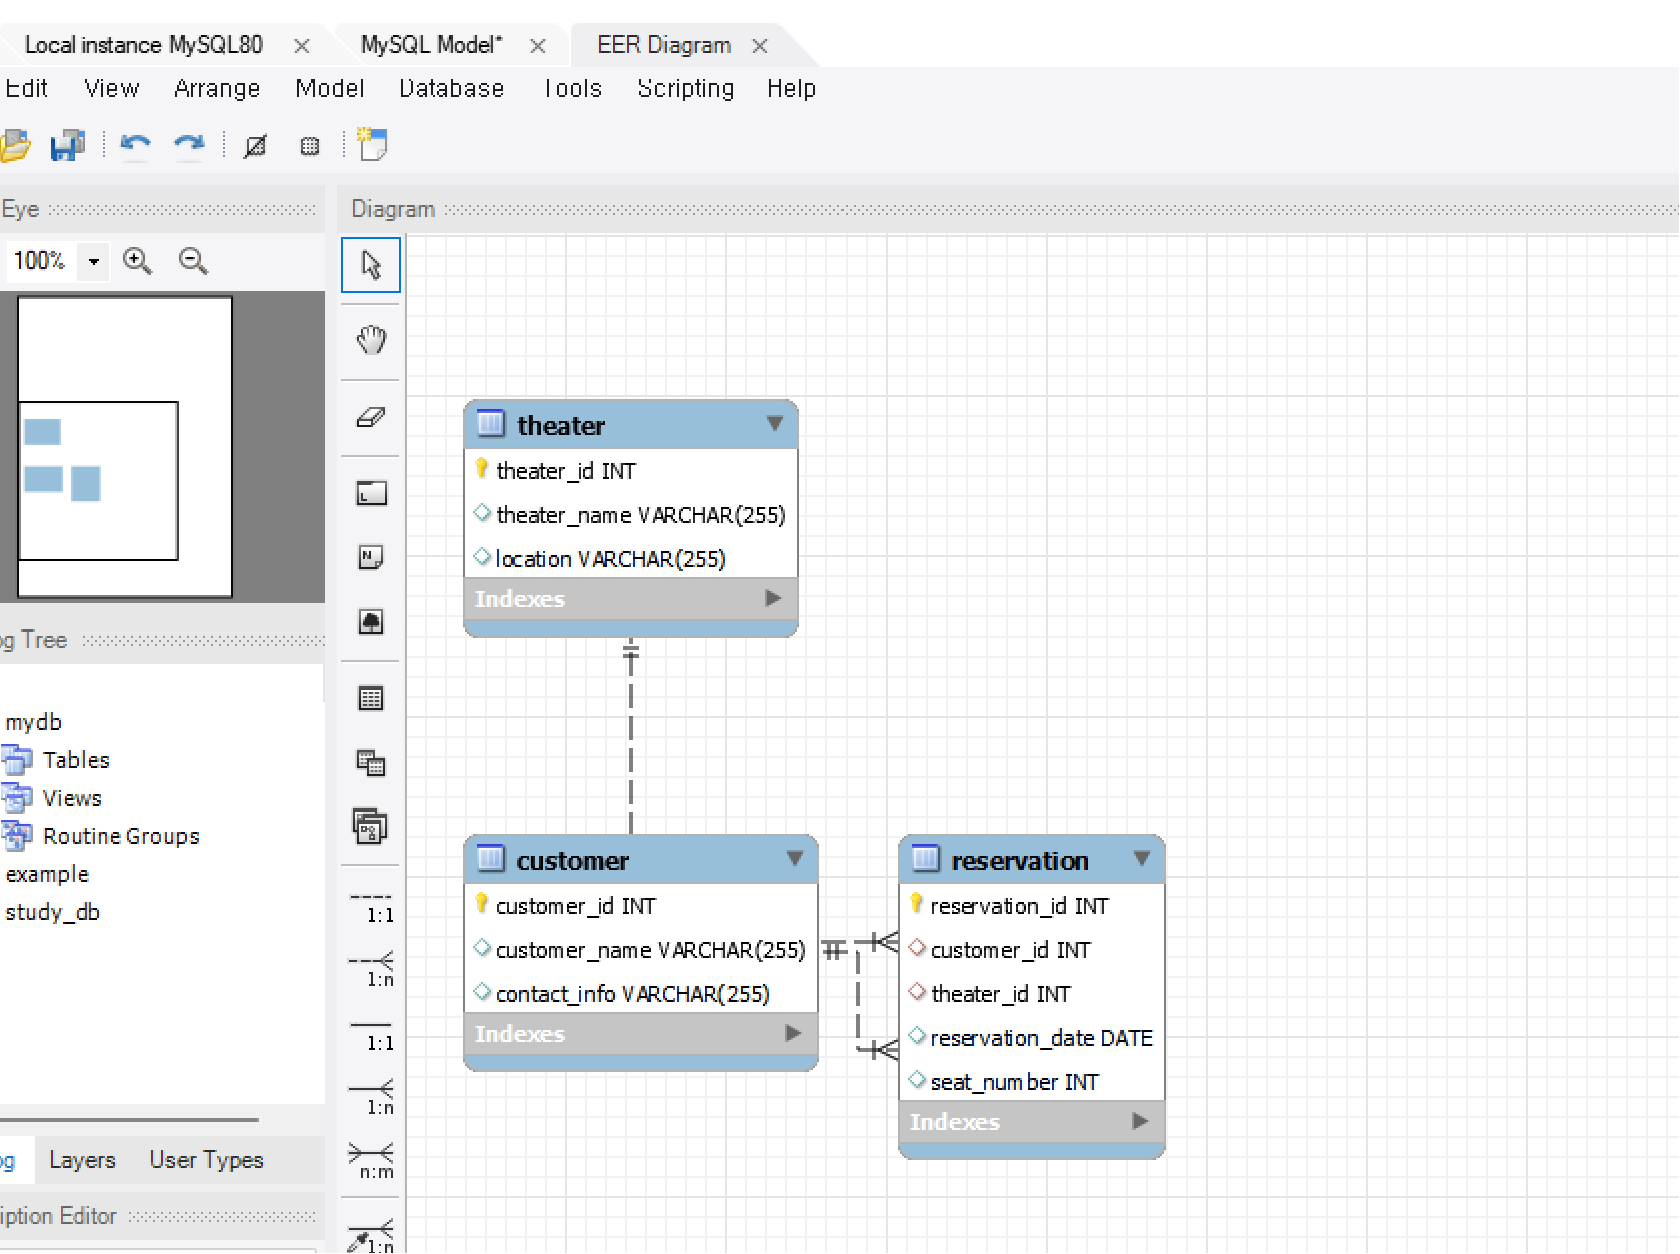 Local instance MySQL80
MySQL Model*
EER Diagram
Edit View Arrange Model Database Tools Scripting Help
Eye
Diagram
100%
theater
theater_id INT
theater_name VARCHAR(255)
location VARCHAR(255)
Indexes
og Tree
mydb
Tables
Views
Routine Groups
example
study_db
customer
customer_id INT
customer_name VARCHAR(255)
contact_info VARCHAR(255)
Indexes
reservation
reservation_id INT
customer_id INT
theater_id INT
reservation_date DATE
seat_number INT
Indexes
1:1
1:n
1:1
1:n
n:m
1:n
og Layers User Types
iption Editor